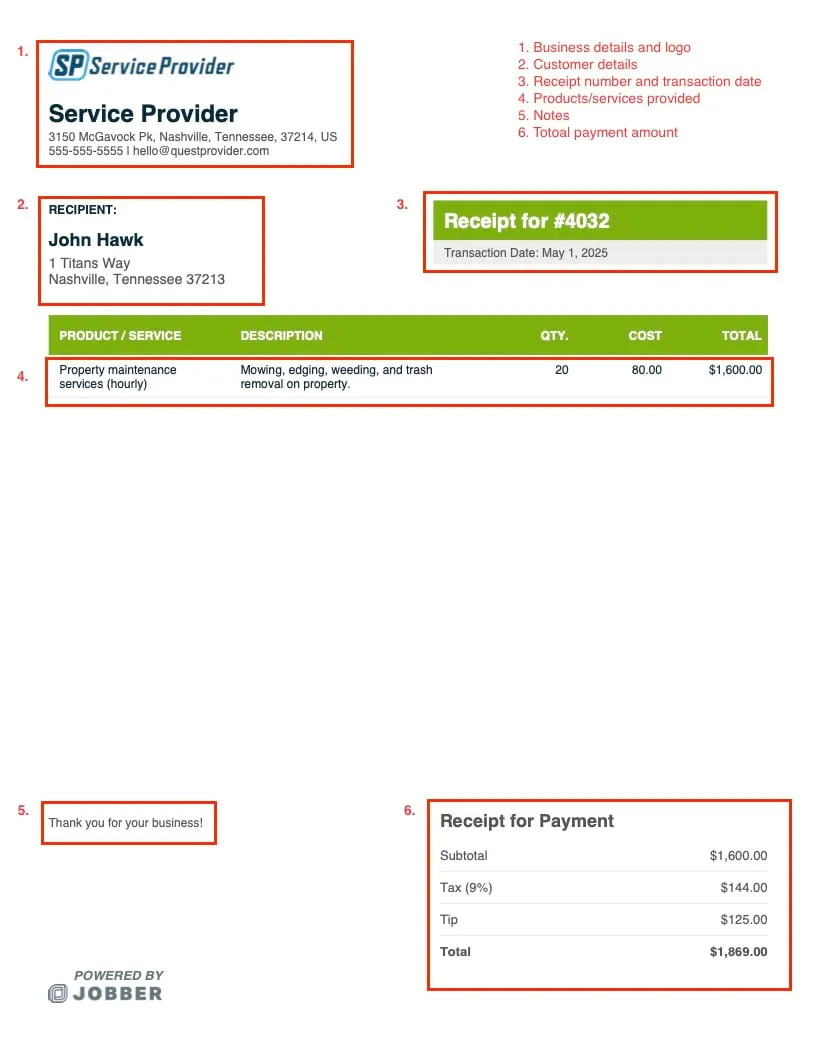 1.
SP Service Provider
Service Provider
3150 McGavock Pk, Nashville, Tennessee, 37214, US
555-555-5555 | hello@questprovider.com
1. Business details and logo
2. Customer details
3. Receipt number and transaction date
4. Products/services provided
5. Notes
6. Totoal payment amount
2.
RECIPIENT:
John Hawk
1 Titans Way
Nashville, Tennessee 37213
3.
Receipt for #4032
Transaction Date: May 1, 2025
PRODUCT / SERVICE DESCRIPTION QTY. COST TOTAL
4.
Property maintenance Mowing, edging, weeding, and trash 20 80.00 $1,600.00
services (hourly) removal on property.
5.
Thank you for your business!
6.
Receipt for Payment
Subtotal $1,600.00
Tax (9%) $144.00
Tip $125.00
Total $1,869.00
POWERED BY
JOBBER